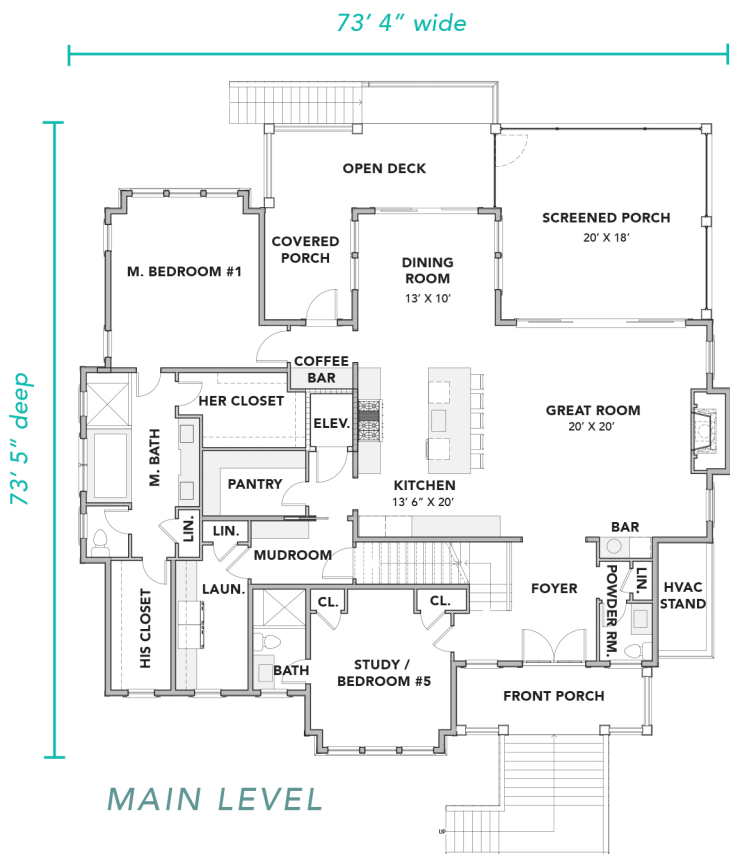 73’ 4” wide
73’ 5” deep
OPEN DECK
SCREENED PORCH
20’ X 18’
COVERED
PORCH
M. BEDROOM #1
DINING
ROOM
13’ X 10’
COFFEE
BAR
HER CLOSET
ELEV.
GREAT ROOM
20’ X 20’
M. BATH
PANTRY
KITCHEN
13’ 6” X 20’
LIN.
LIN.
MUDROOM
BAR
LAUN.
HIS CLOSET
CL.
CL.
FOYER
POWDER RM.
LIN.
HVAC
STAND
BATH
STUDY /
BEDROOM #5
FRONT PORCH
MAIN LEVEL
UP